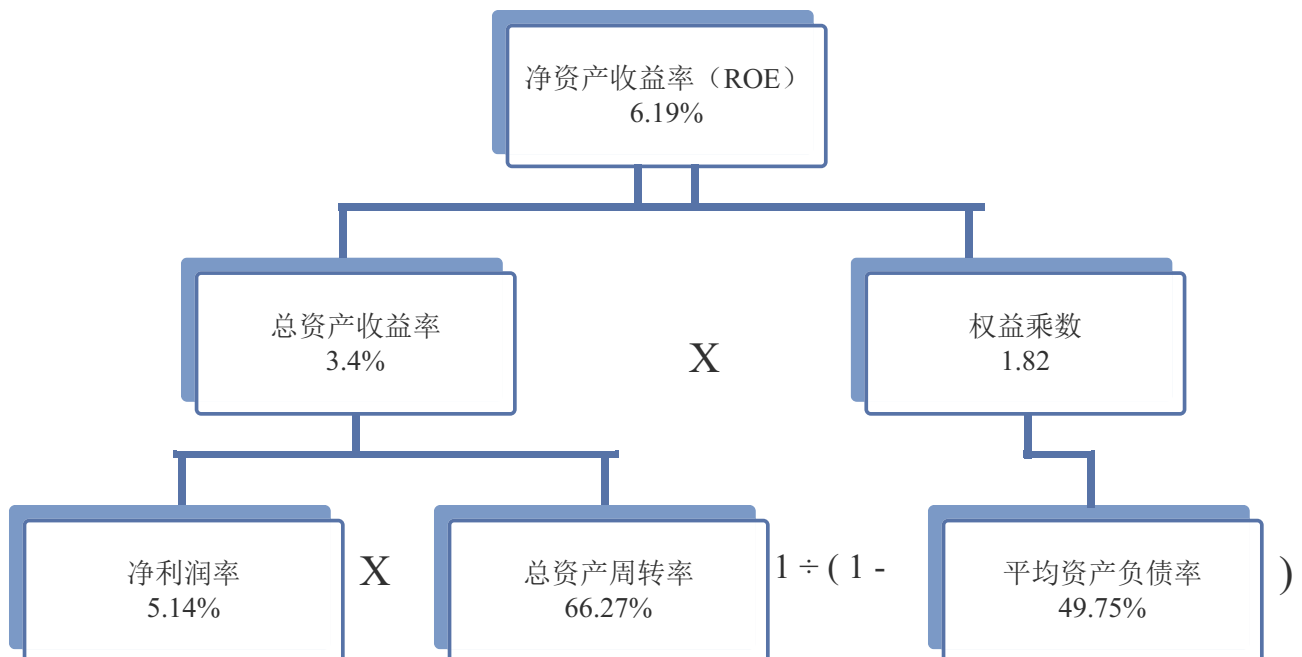 净资产收益率（ROE）
6.19%
总资产收益率
3.4%
X
权益乘数
1.82
净利润率
5.14%
X
总资产周转率
66.27%
1 ÷ ( 1 -
平均资产负债率
49.75%
)